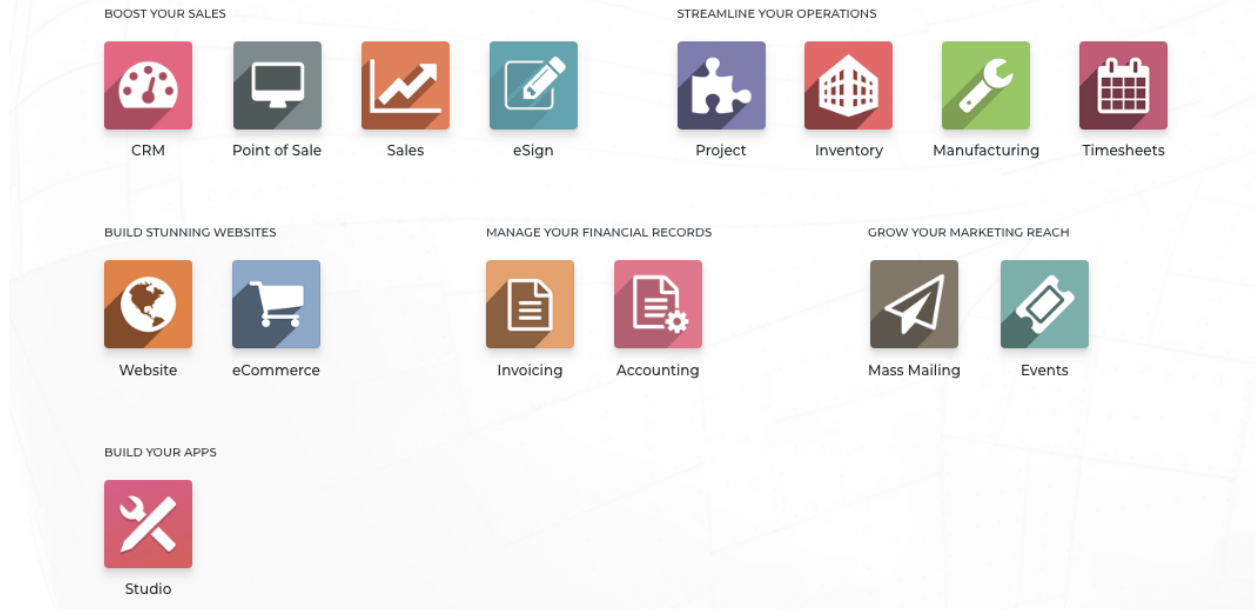 BOOST YOUR SALES
STREAMLINE YOUR OPERATIONS
CRM
Point of Sale
Sales
eSign
Project
Inventory
Manufacturing
Timesheets
BUILD STUNNING WEBSITES
MANAGE YOUR FINANCIAL RECORDS
GROW YOUR MARKETING REACH
Website
eCommerce
Invoicing
Accounting
Mass Mailing
Events
BUILD YOUR APPS
Studio